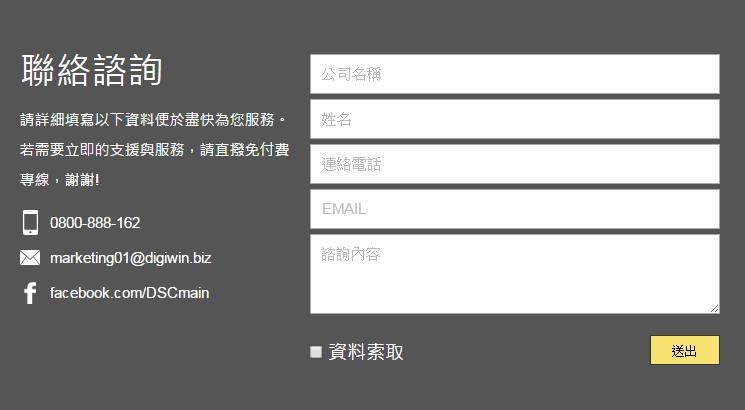 聯絡諮詢
請詳細填寫以下資料便於盡快為您服務。
若需要立即的支援與服務，請直撥免付費
專線，謝謝!
0800-888-162
marketing01@digiwin.biz
facebook.com/DSCmain
公司名稱
姓名
連絡電話
EMAIL
諮詢內容
資料索取
送出